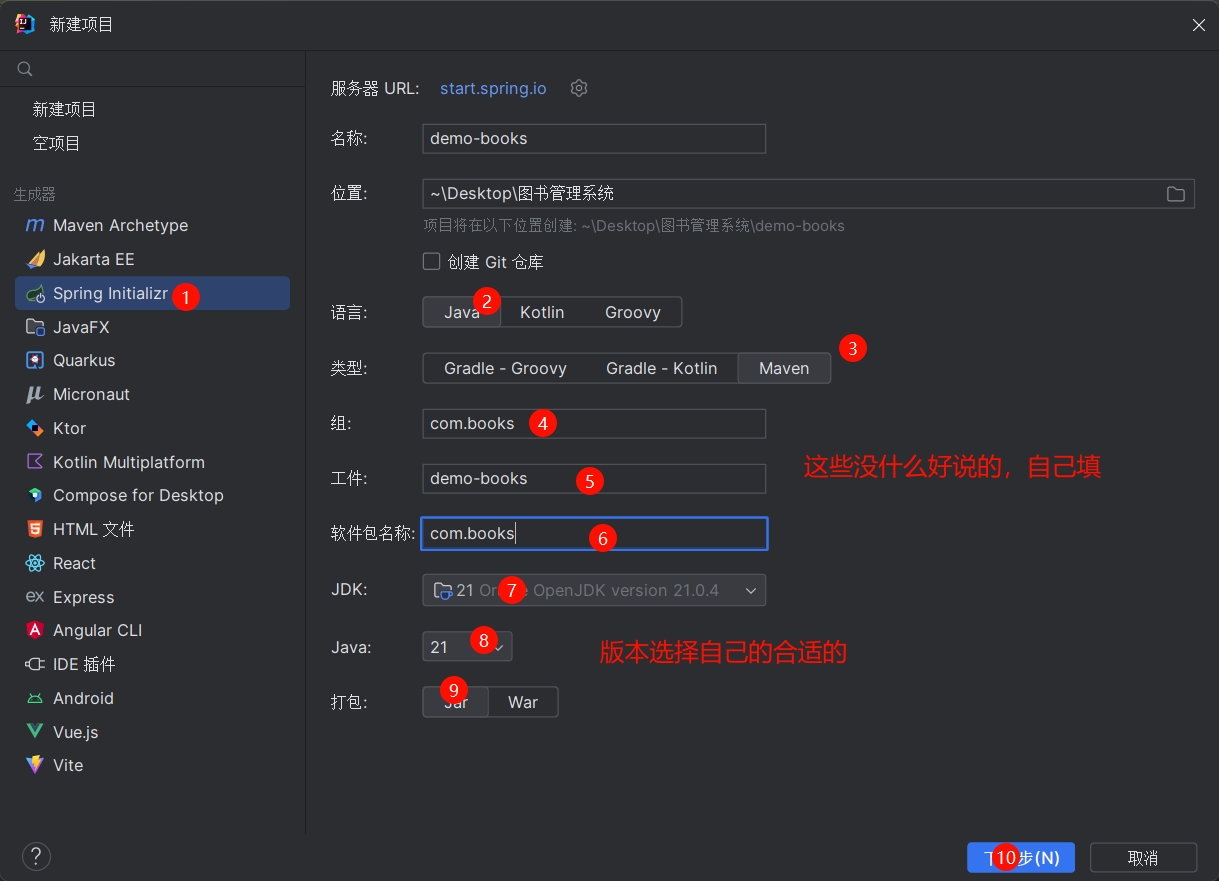 新建项目
新建项目
空项目
生成器
Maven Archetype
Jakarta EE
Spring Initializr 1
JavaFX
Quarkus
Micronaut
Ktor
Kotlin Multiplatform
Compose for Desktop
HTML 文件
React
Express
Angular CLI
IDE 插件
Android
Vue.js
Vite
服务器 URL: start.spring.io
名称: demo-books
位置: ~\Desktop\图书管理系统
项目将在以下位置创建: ~\Desktop\图书管理系统\demo-books
创建 Git 仓库
语言: Java 2 Kotlin Groovy
类型: Gradle - Groovy Gradle - Kotlin Maven 3
组: com.books 4
这些没什么好说的，自己填
工件: demo-books 5
软件包名称: com.books 6
JDK: 21 7 OpenJDK version 21.0.4
Java: 21 8
版本选择自己的合适的
打包: Jar 9 War
? 10 步(N) 取消